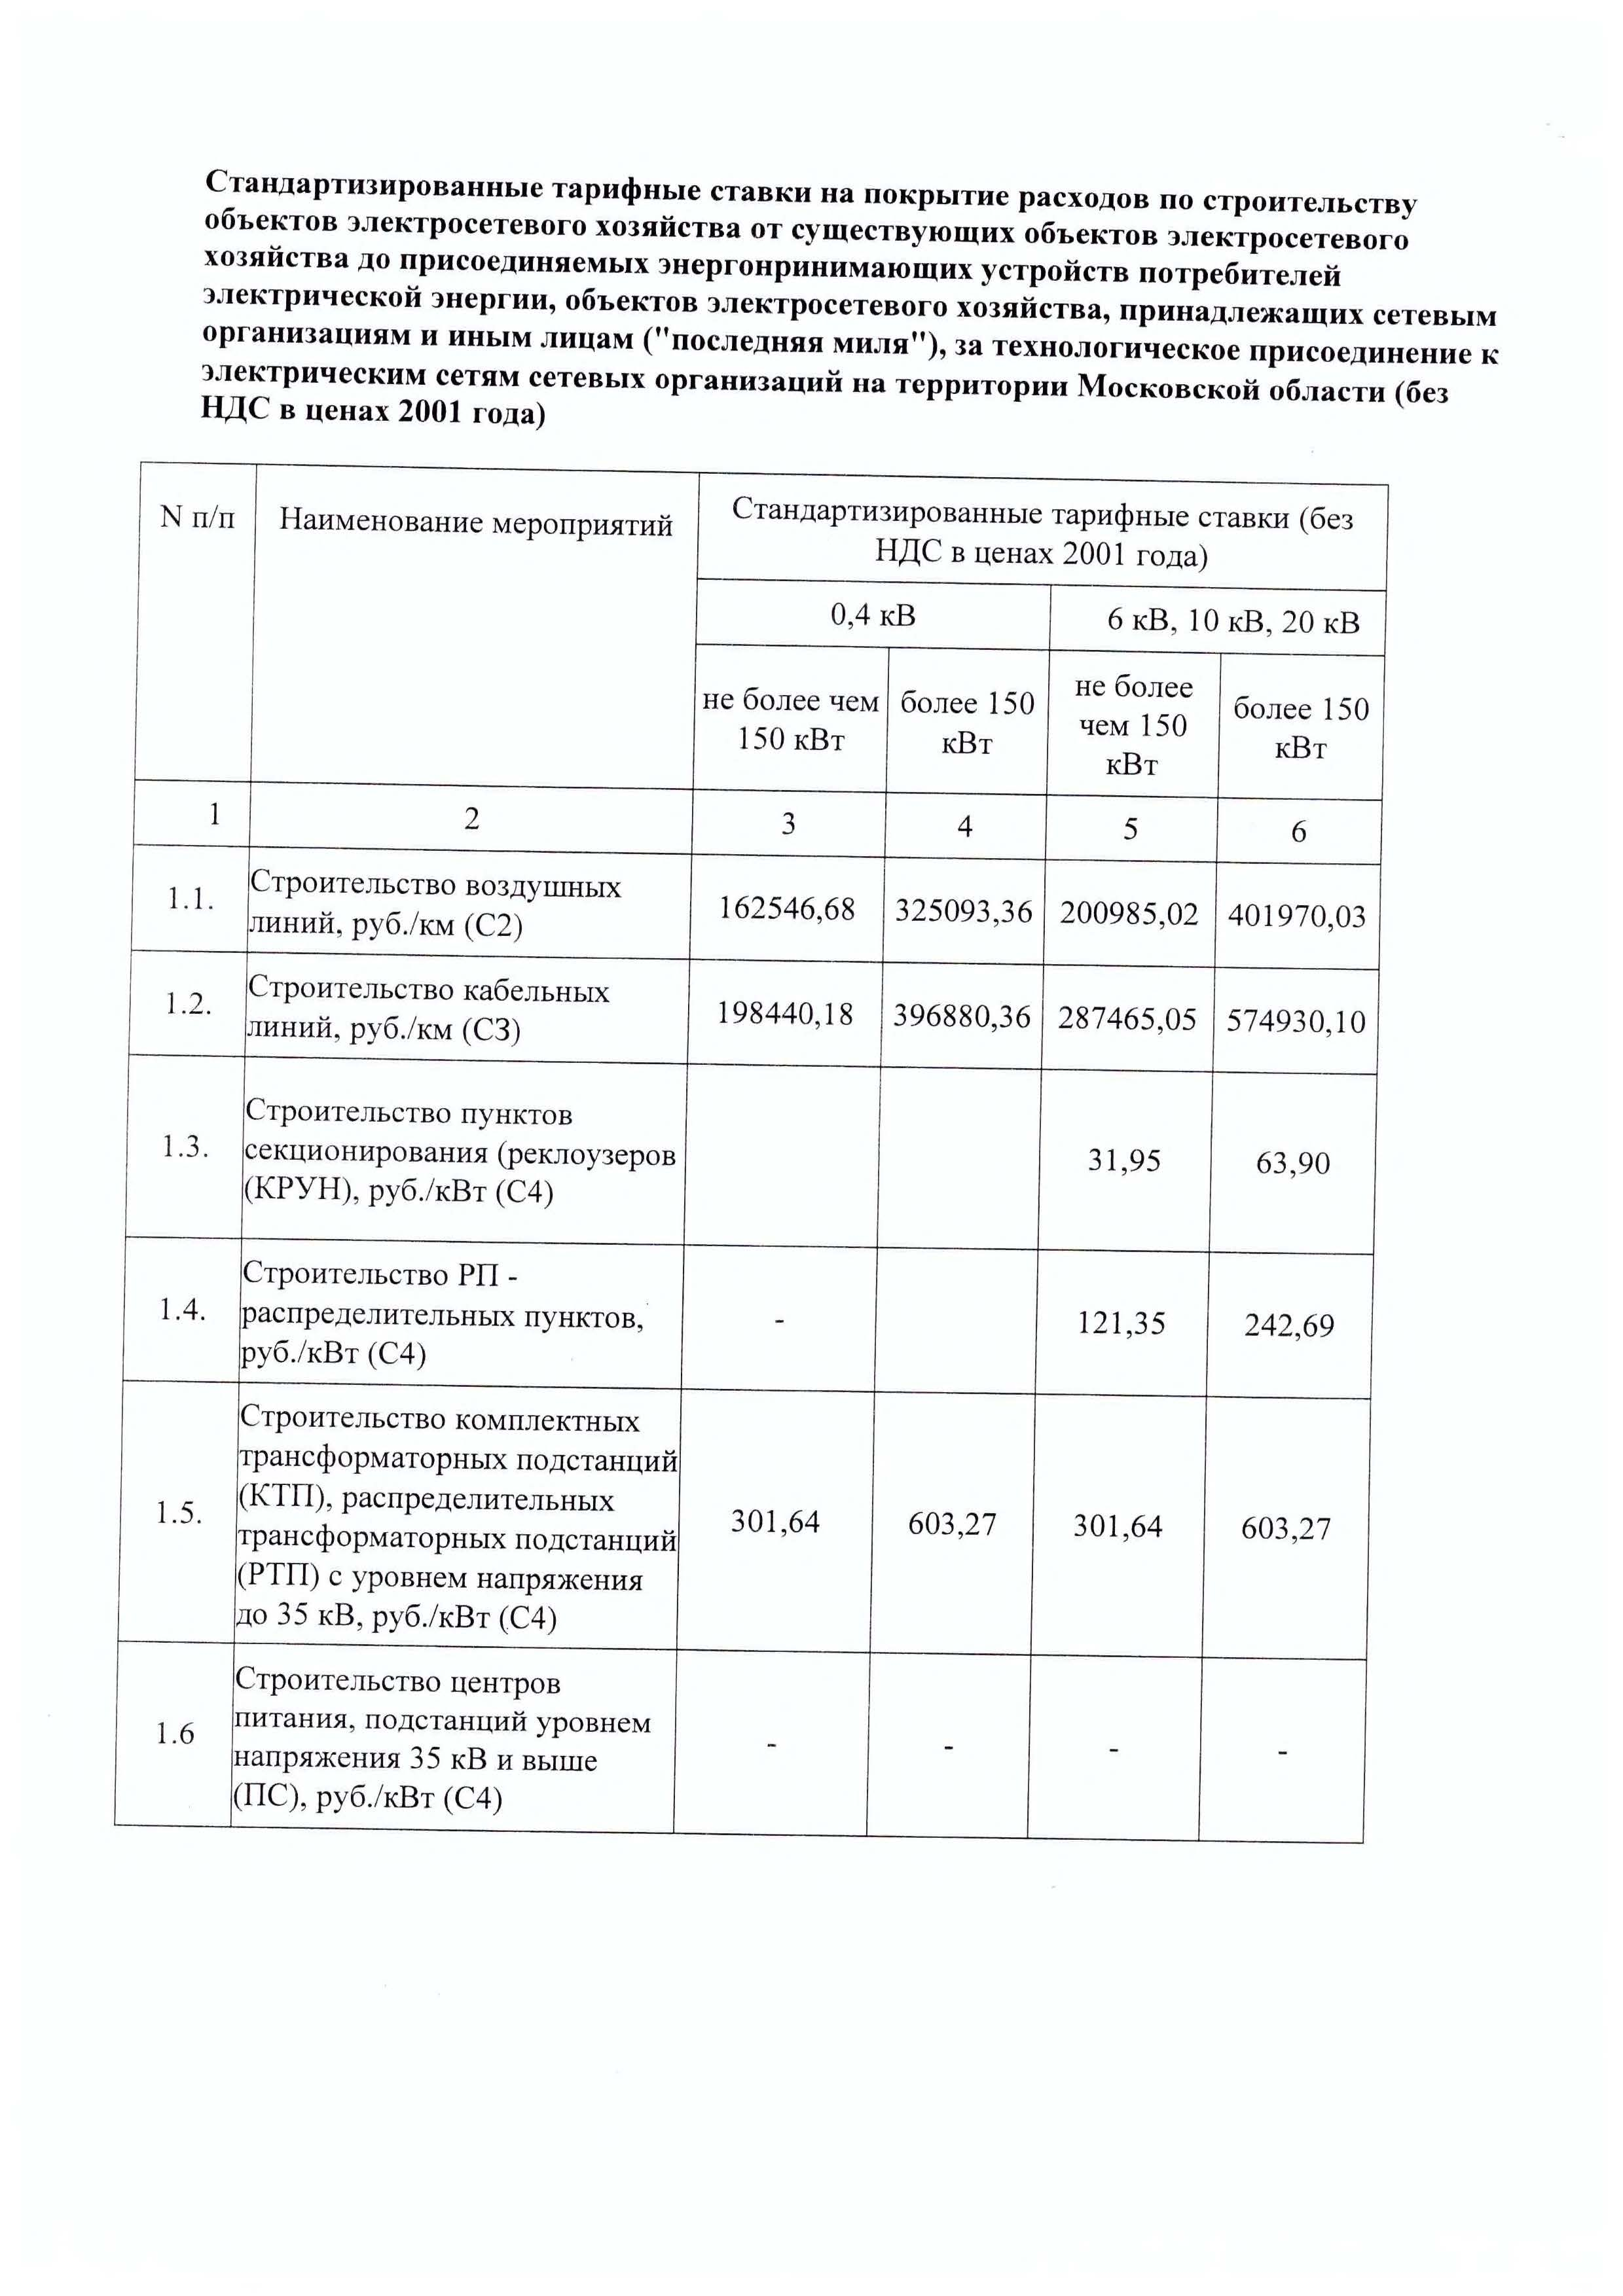 Стандартизированные тарифные ставки на покрытие расходов по строительству
объектов электросетевого хозяйства от существующих объектов электросетевого
хозяйства до присоединяемых энергонринимающих устройств потребителей
электрической энергии, объектов электросетевого хозяйства, принадлежащих сетевым
организациям и иным лицам ("последняя миля"), за технологическое присоединение к
электрическим сетям сетевых организаций на территории Московской области (без
НДС в ценах 2001 года)
N п/п
Наименование мероприятий
Стандартизированные тарифные ставки (без
НДС в ценах 2001 года)
0,4 кВ
6 кВ, 10 кВ, 20 кВ
не более чем
150 кВт
более 150
кВт
не более
чем 150
кВт
более 150
кВт
1 2 3 4 5 6
1.1.
Строительство воздушных
линий, руб./км (С2)
162546,68 325093,36 200985,02 401970,03
1.2.
Строительство кабельных
линий, руб./км (С3)
198440,18 396880,36 287465,05 574930,10
1.3.
Строительство пунктов
секционирования (реклоузеров
(КРУН), руб./кВт (С4)
31,95 63,90
1.4.
Строительство РП -
распределительных пунктов,
руб./кВт (С4)
- 121,35 242,69
1.5.
Строительство комплектных
трансформаторных подстанций
(КТП), распределительных
трансформаторных подстанций
(РТП) с уровнем напряжения
до 35 кВ, руб./кВт (С4)
301,64 603,27 301,64 603,27
1.6
Строительство центров
питания, подстанций уровнем
напряжения 35 кВ и выше
(ПС), руб./кВт (С4)
- - - -